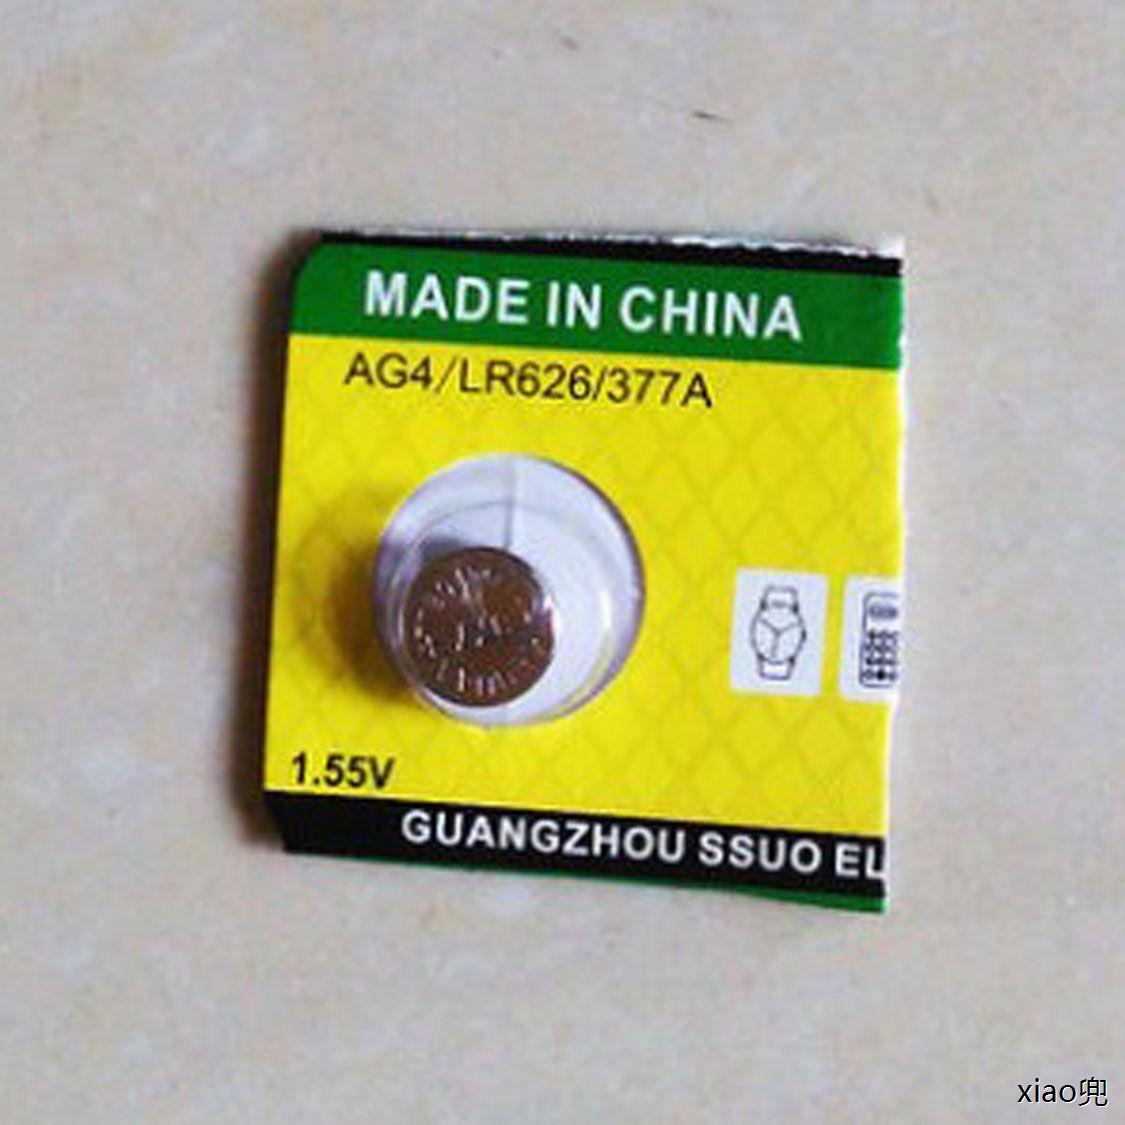 MADE IN CHINA
AG4/LR626/377A
1.55V
GUANGZHOU SSUO EL
xiao兜